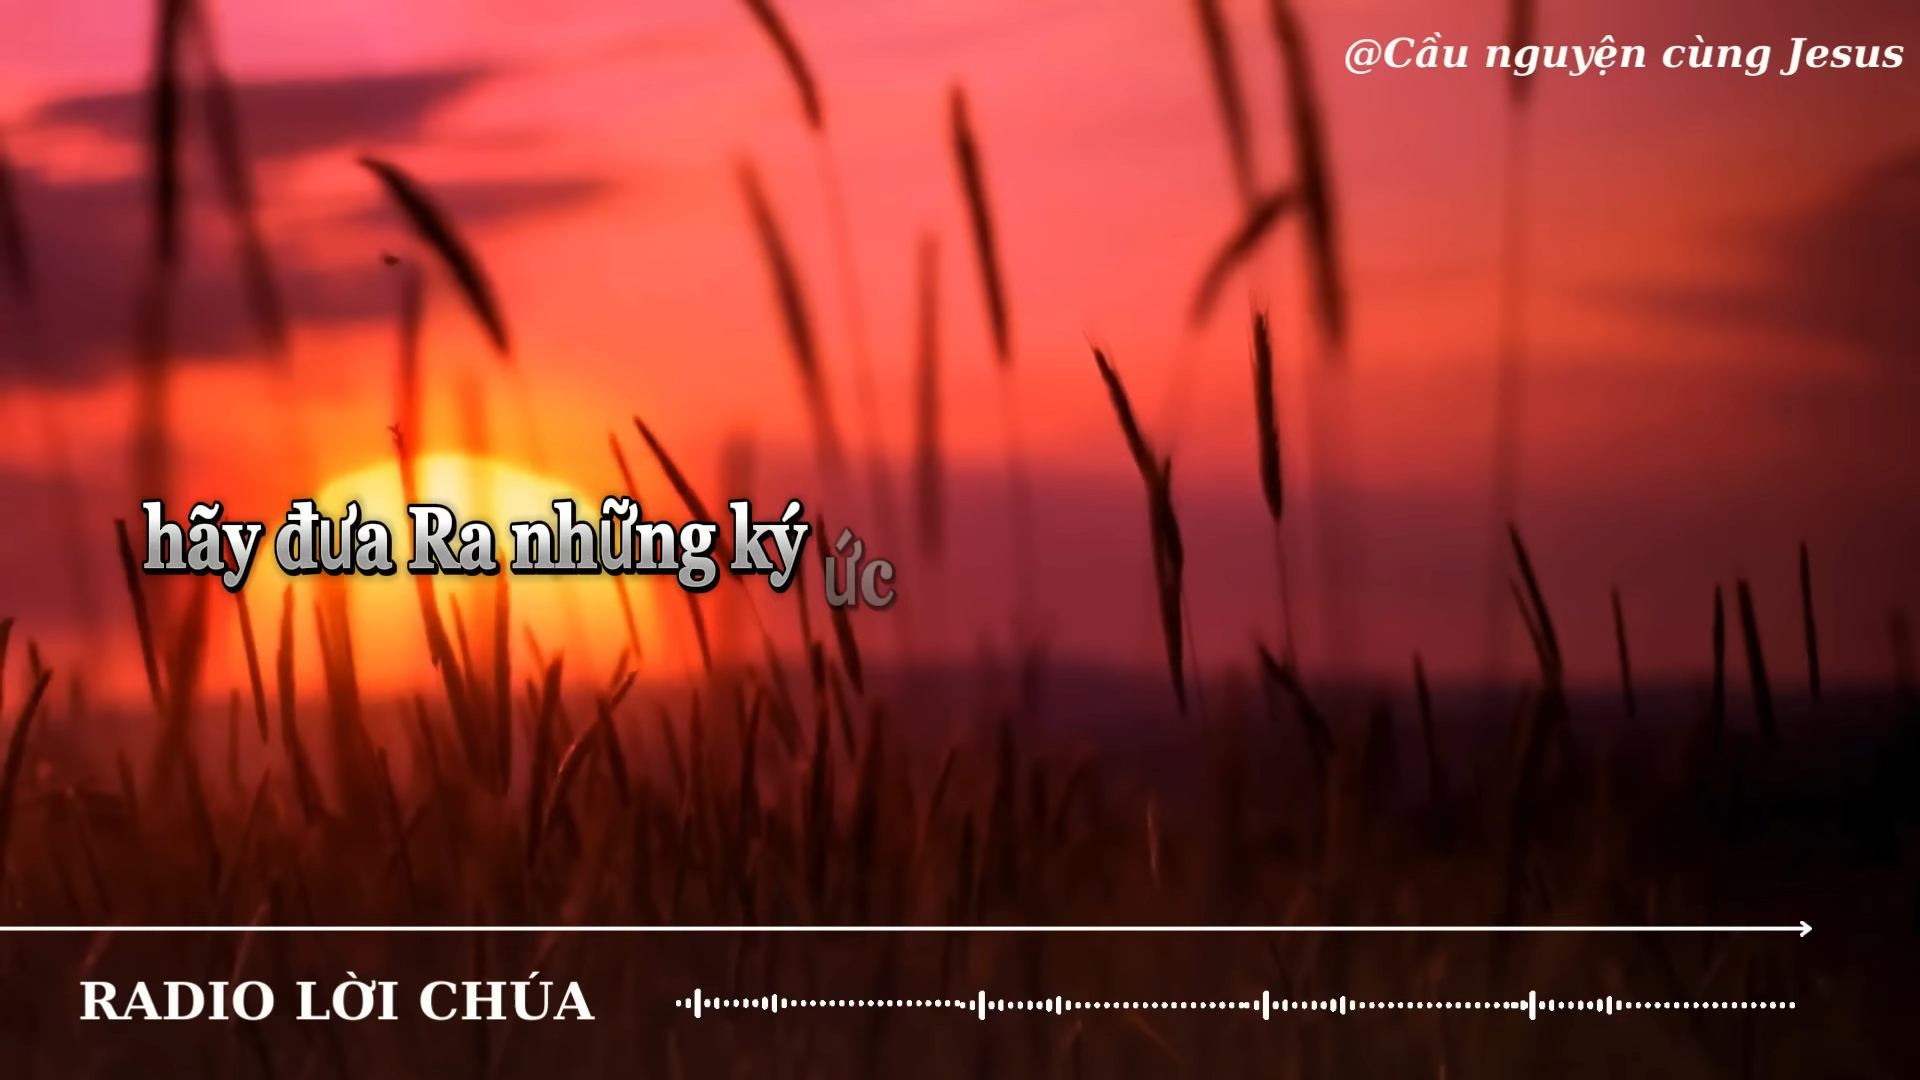 @Cầu nguyện cùng Jesus
hãy đưa Ra những ký ức
RADIO LỜI CHÚA